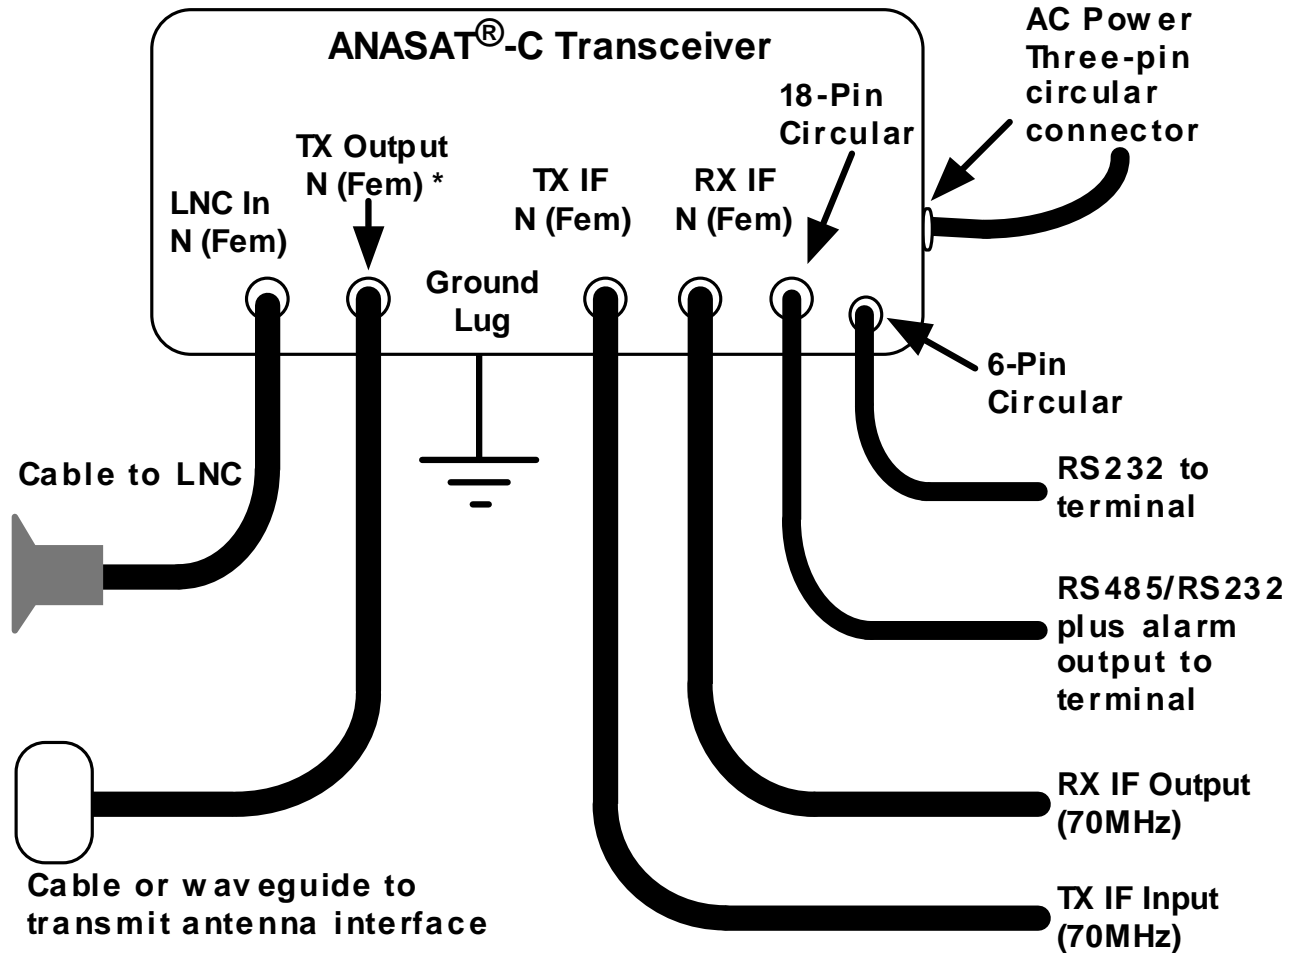 ANASAT®-C Transceiver
AC Power
Three-pin
circular
connector
18-Pin
Circular
TX Output
N (Fem) *
LNC In
N (Fem)
TX IF
N (Fem)
RX IF
N (Fem)
Ground
Lug
6-Pin
Circular
Cable to LNC
RS232 to
terminal
RS485/RS232
plus alarm
output to
terminal
RX IF Output
(70MHz)
Cable or waveguide to
transmit antenna interface
TX IF Input
(70MHz)